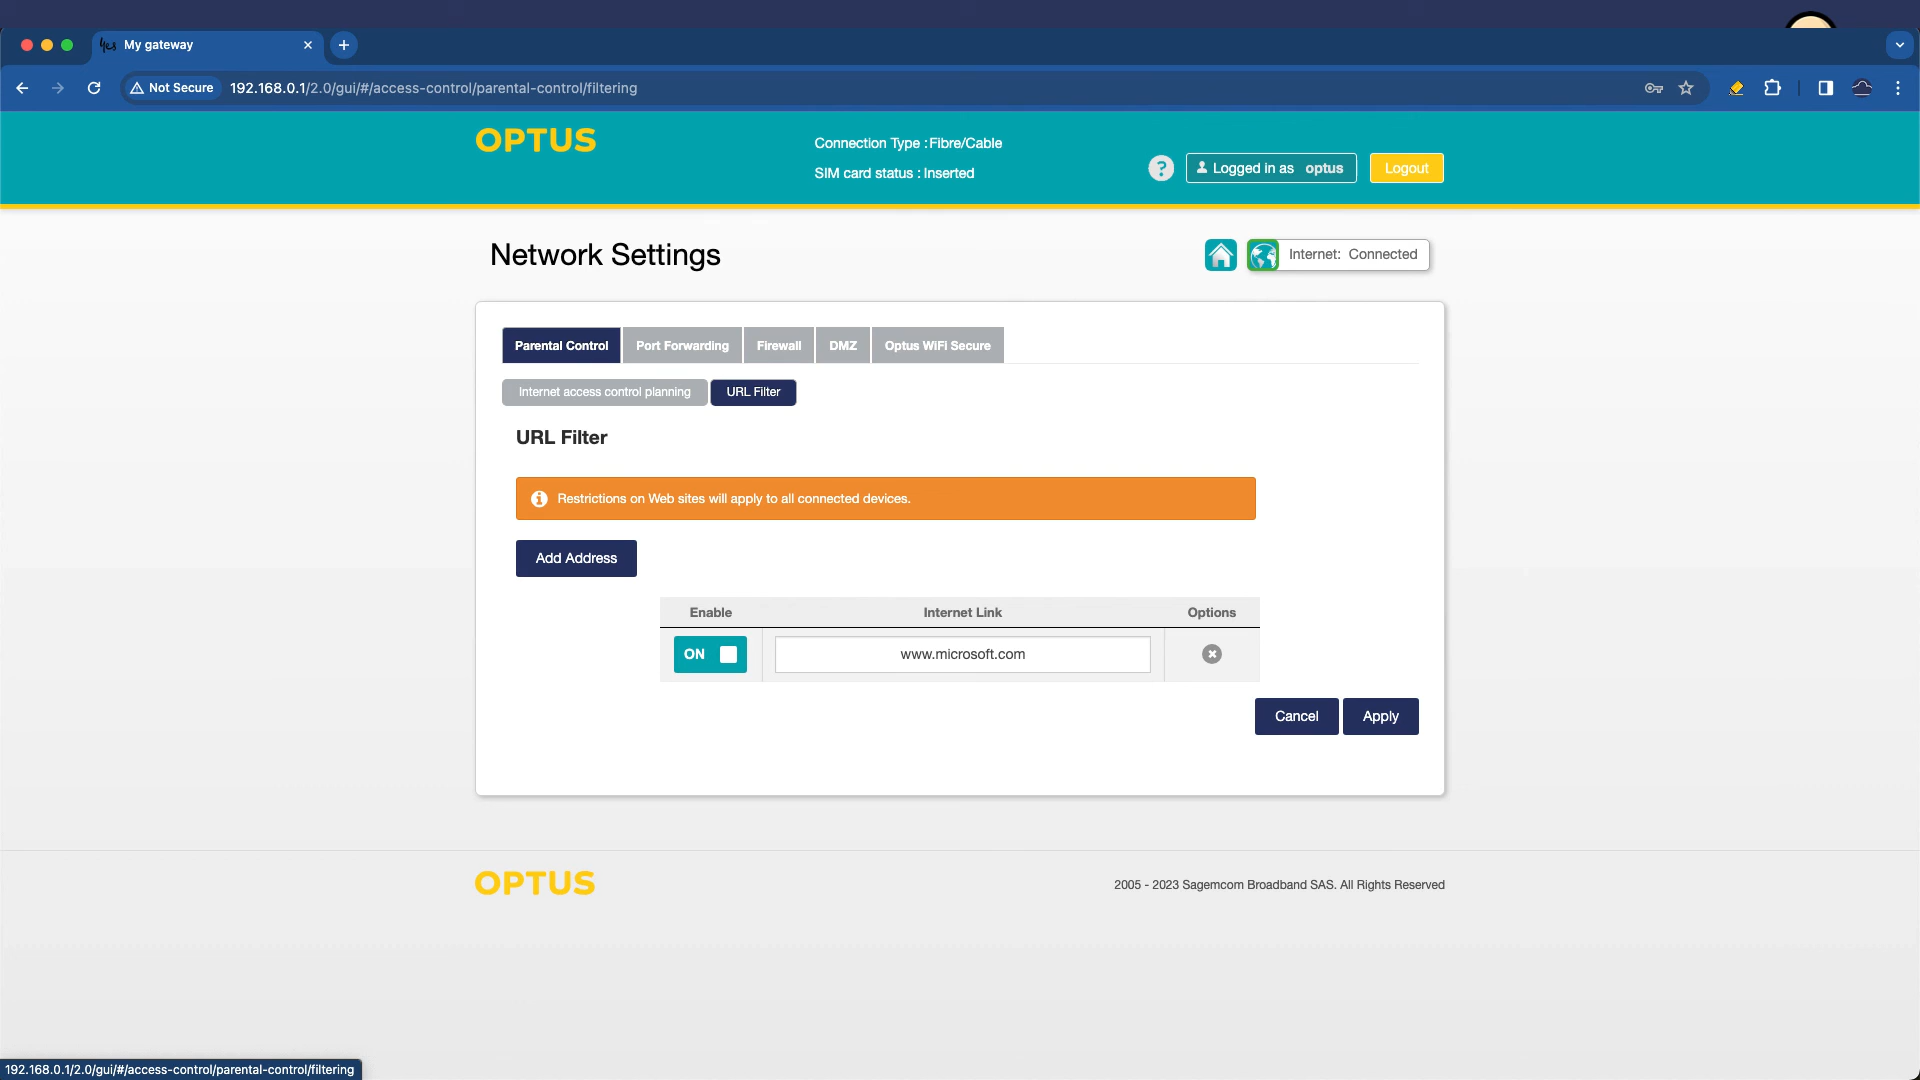 yes My gateway
Not Secure 192.168.0.1/2.0/gui/#/access-control/parental-control/filtering
OPTUS
Connection Type : Fibre/Cable
SIM card status : Inserted
? Logged in as optus Logout
Network Settings
Internet: Connected
Parental Control Port Forwarding Firewall DMZ Optus WiFi Secure
Internet access control planning URL Filter
URL Filter
Restrictions on Web sites will apply to all connected devices.
Add Address
Enable Internet Link Options
ON www.microsoft.com
Cancel Apply
OPTUS 2005 - 2023 Sagemcom Broadband SAS. All Rights Reserved
192.168.0.1/2.0/gui/#/access-control/parental-control/filtering